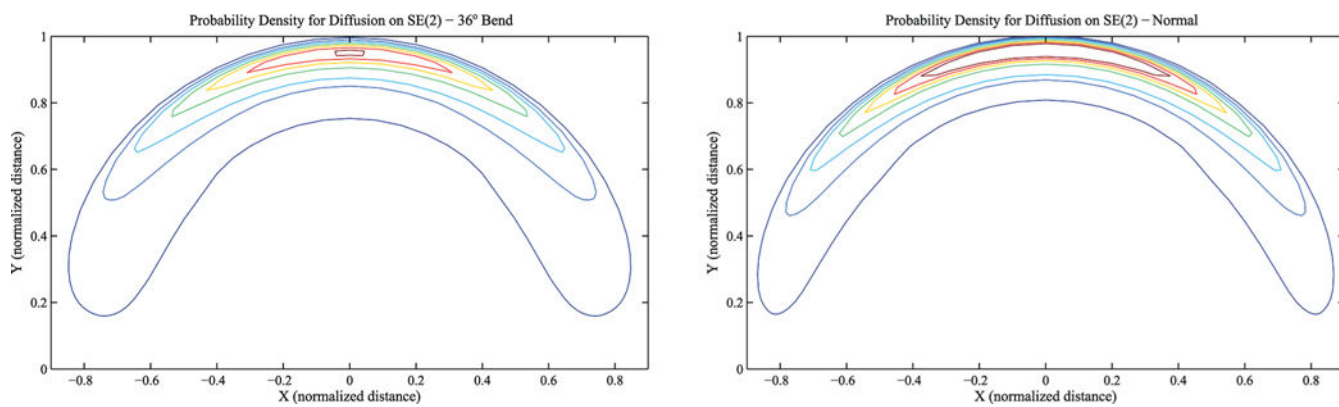 Probability Density for Diffusion on SE(2) − 36° Bend
1
0.8
0.6
0.4
0.2
0
Y (normalized distance)
−0.8 −0.6 −0.4 −0.2 0 0.2 0.4 0.6 0.8
X (normalized distance)
Probability Density for Diffusion on SE(2) − Normal
1
0.8
0.6
0.4
0.2
0
Y (normalized distance)
−0.8 −0.6 −0.4 −0.2 0 0.2 0.4 0.6 0.8
X (normalized distance)